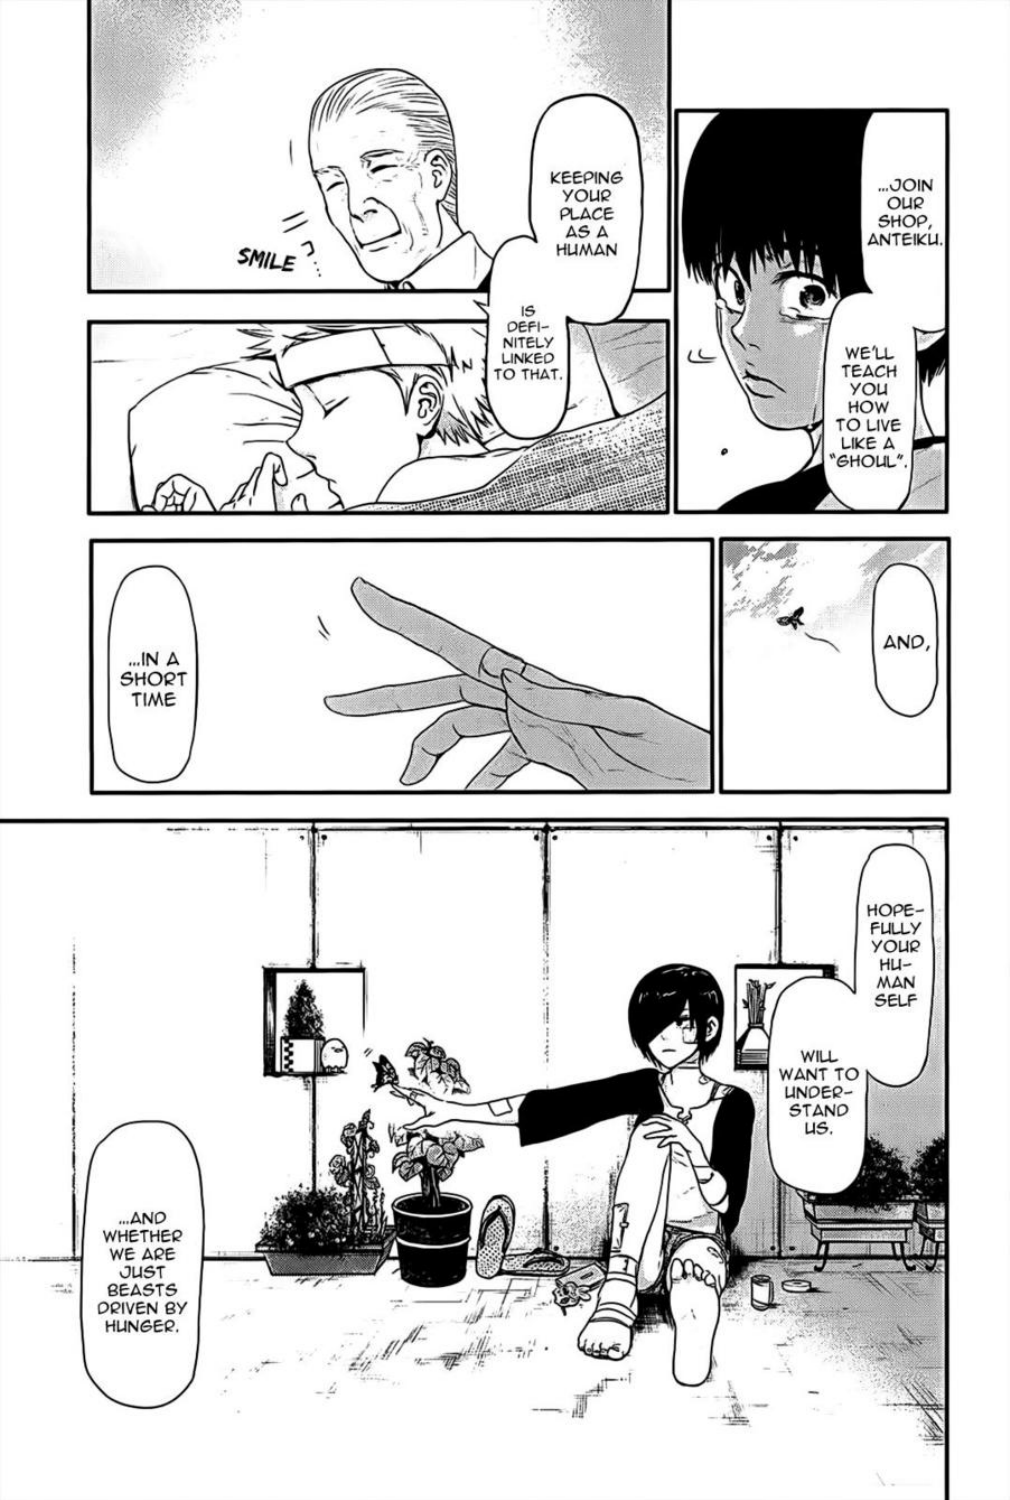 ...JOIN
OUR
SHOP,
ANTEIKU.
WE'LL
TEACH
YOU
HOW
TO LIVE
LIKE A
"GHOUL".
KEEPING
YOUR
PLACE
AS A
HUMAN
IS
DEFI-
NITELY
LINKED
TO THAT.
SMILE
AND,
...IN A
SHORT
TIME
HOPE-
FULLY
YOUR
HU-
MAN
SELF
WILL
WANT TO
UNDER-
STAND
US.
...AND
WHETHER
WE ARE
JUST
BEASTS
DRIVEN BY
HUNGER.